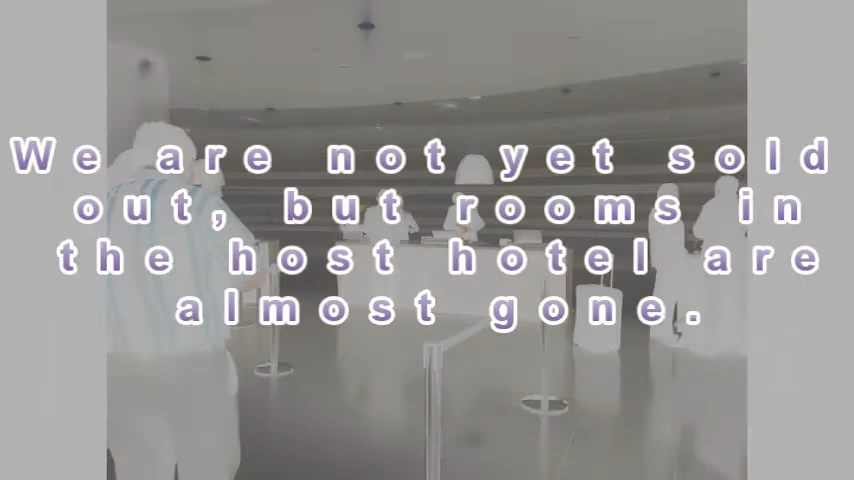 We are not yet sold
out, but rooms in
the host hotel are
almost gone.